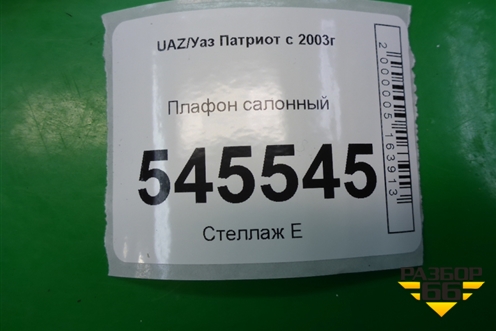 UAZ/Уаз Патриот с 2003г
Плафон салонный
545545
Стеллаж Е
2000005163913
РАЗБОР
66